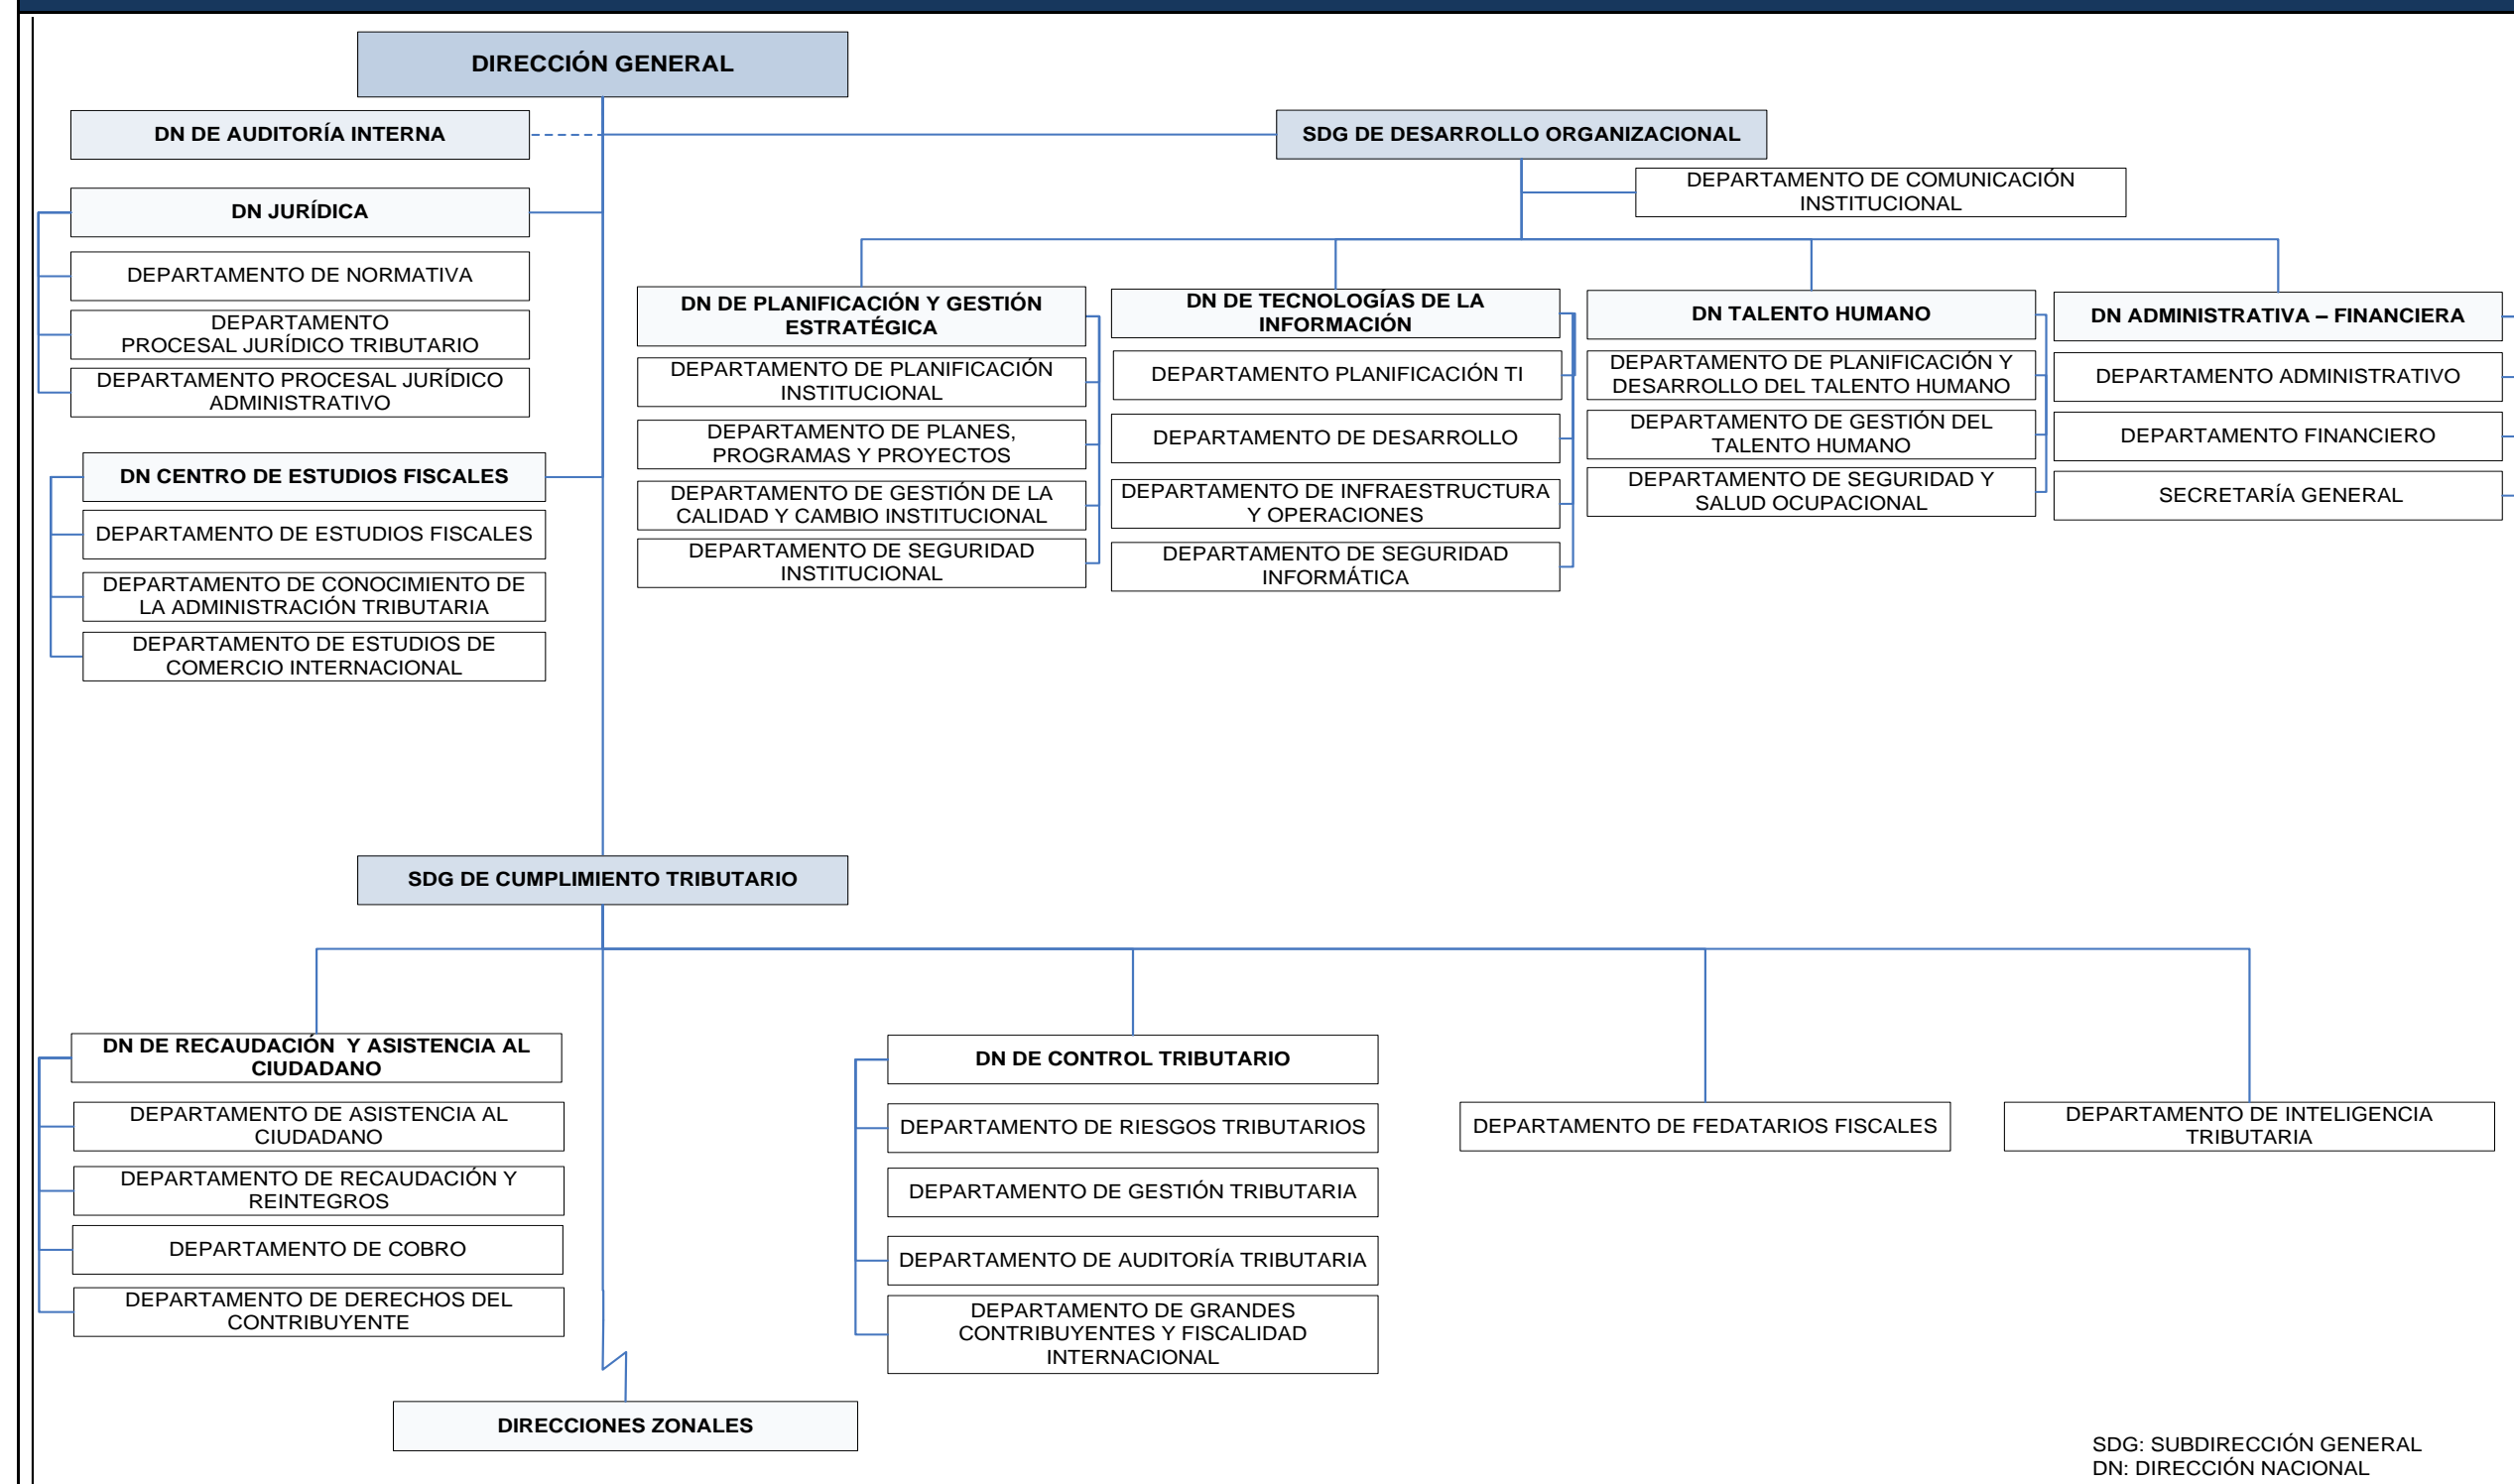 DIRECCIÓN GENERAL
DN DE AUDITORÍA INTERNA
SDG DE DESARROLLO ORGANIZACIONAL
DEPARTAMENTO DE COMUNICACIÓN
INSTITUCIONAL
DN JURÍDICA
DEPARTAMENTO DE NORMATIVA
DEPARTAMENTO
PROCESAL JURÍDICO TRIBUTARIO
DEPARTAMENTO PROCESAL JURÍDICO
ADMINISTRATIVO
DN CENTRO DE ESTUDIOS FISCALES
DEPARTAMENTO DE ESTUDIOS FISCALES
DEPARTAMENTO DE CONOCIMIENTO DE
LA ADMINISTRACIÓN TRIBUTARIA
DEPARTAMENTO DE ESTUDIOS DE
COMERCIO INTERNACIONAL
DN DE PLANIFICACIÓN Y GESTIÓN
ESTRATÉGICA
DEPARTAMENTO DE PLANIFICACIÓN
INSTITUCIONAL
DEPARTAMENTO DE PLANES,
PROGRAMAS Y PROYECTOS
DEPARTAMENTO DE GESTIÓN DE LA
CALIDAD Y CAMBIO INSTITUCIONAL
DEPARTAMENTO DE SEGURIDAD
INSTITUCIONAL
DN DE TECNOLOGÍAS DE LA
INFORMACIÓN
DEPARTAMENTO PLANIFICACIÓN TI
DEPARTAMENTO DE DESARROLLO
DEPARTAMENTO DE INFRAESTRUCTURA
Y OPERACIONES
DEPARTAMENTO DE SEGURIDAD
INFORMÁTICA
DN TALENTO HUMANO
DEPARTAMENTO DE PLANIFICACIÓN Y
DESARROLLO DEL TALENTO HUMANO
DEPARTAMENTO DE GESTIÓN DEL
TALENTO HUMANO
DEPARTAMENTO DE SEGURIDAD Y
SALUD OCUPACIONAL
DN ADMINISTRATIVA – FINANCIERA
DEPARTAMENTO ADMINISTRATIVO
DEPARTAMENTO FINANCIERO
SECRETARÍA GENERAL
SDG DE CUMPLIMIENTO TRIBUTARIO
DN DE RECAUDACIÓN  Y ASISTENCIA AL
CIUDADANO
DEPARTAMENTO DE ASISTENCIA AL
CIUDADANO
DEPARTAMENTO DE RECAUDACIÓN Y
REINTEGROS
DEPARTAMENTO DE COBRO
DEPARTAMENTO DE DERECHOS DEL
CONTRIBUYENTE
DN DE CONTROL TRIBUTARIO
DEPARTAMENTO DE RIESGOS TRIBUTARIOS
DEPARTAMENTO DE GESTIÓN TRIBUTARIA
DEPARTAMENTO DE AUDITORÍA TRIBUTARIA
DEPARTAMENTO DE GRANDES
CONTRIBUYENTES Y FISCALIDAD
INTERNACIONAL
DEPARTAMENTO DE FEDATARIOS FISCALES
DEPARTAMENTO DE INTELIGENCIA
TRIBUTARIA
DIRECCIONES ZONALES
SDG: SUBDIRECCIÓN GENERAL
DN: DIRECCIÓN NACIONAL